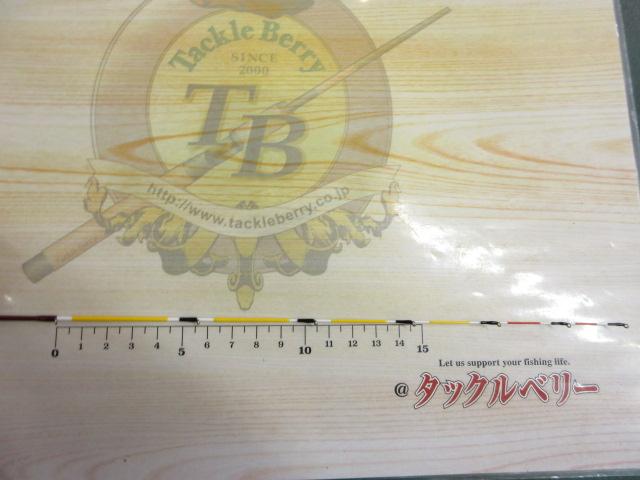 Tackle Berry
SINCE
2000
TB
http://www.tackleberry.co.jp
0 1 2 3 4 5 6 7 8 9 10 11 12 13 14 15
Let us support your fishing life.
@タックルベリー